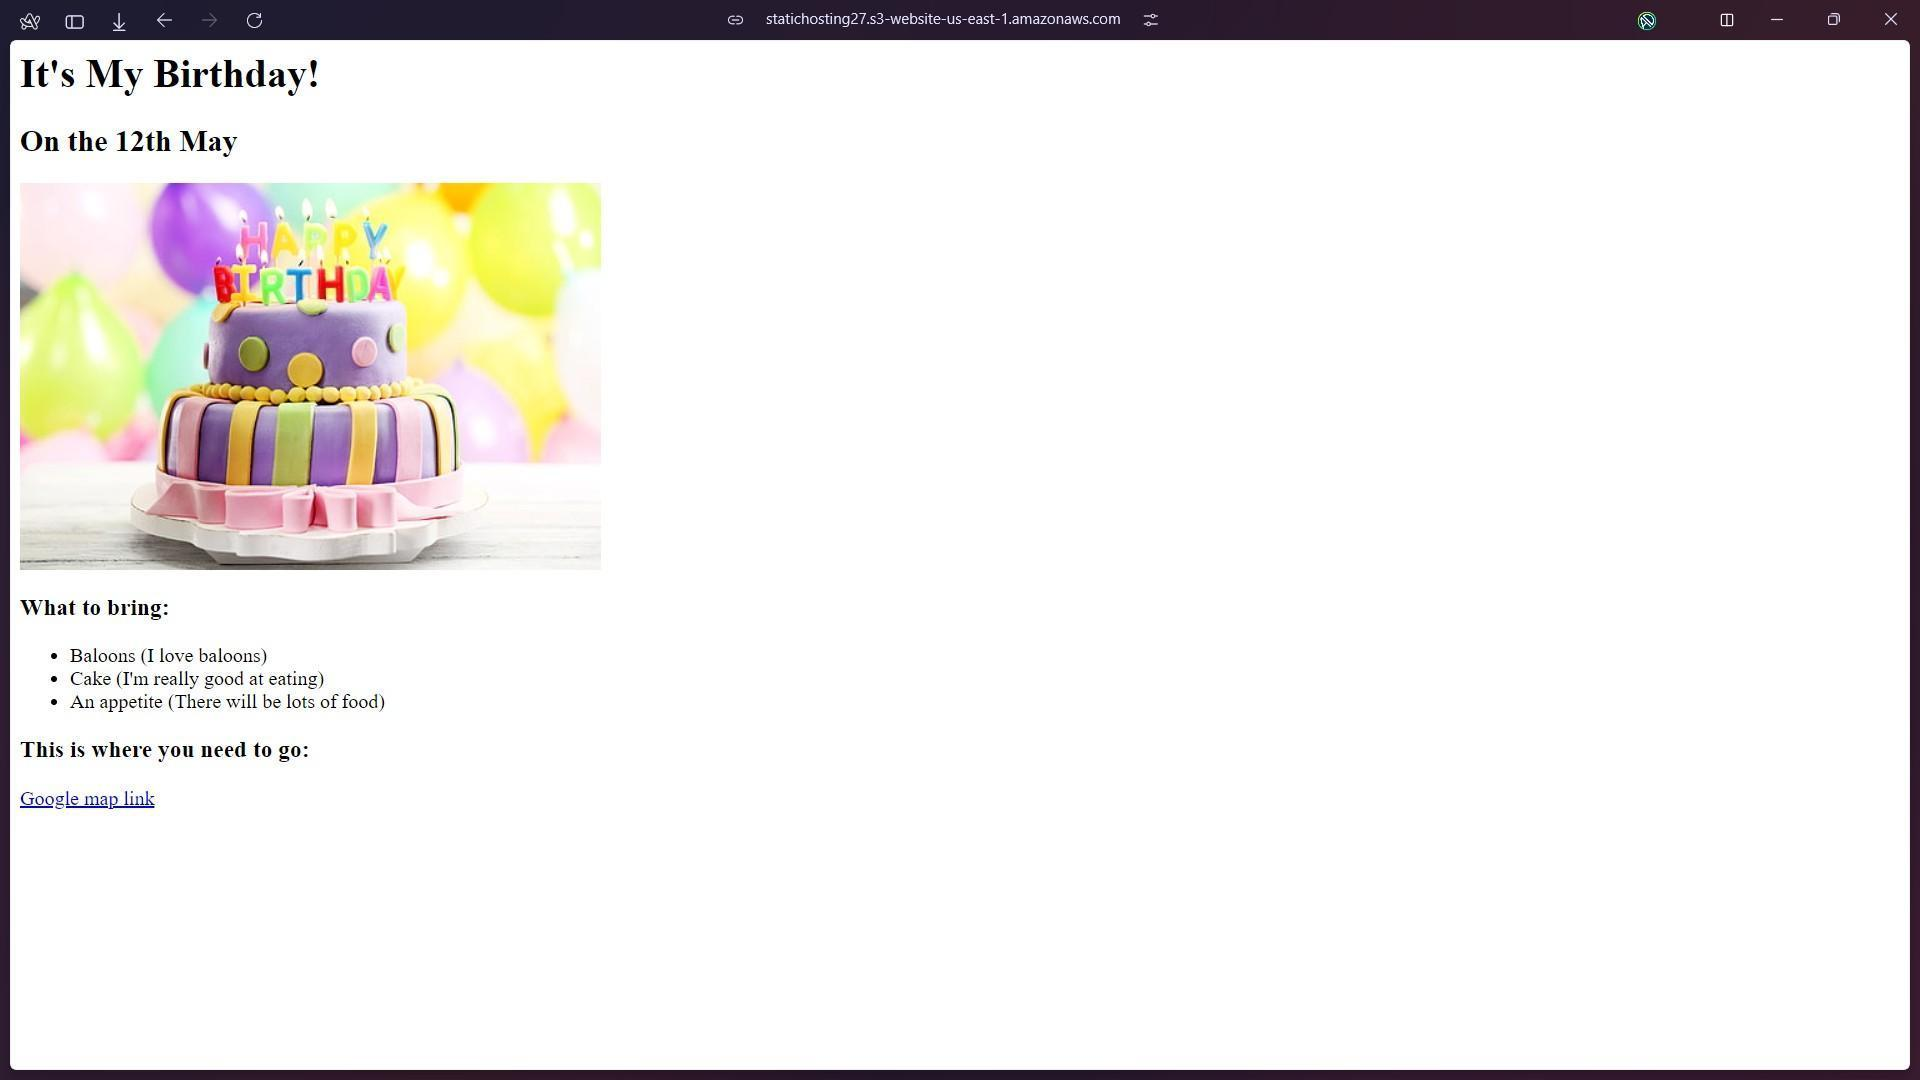 statichosting27.s3-website-us-east-1.amazonaws.com
It's My Birthday!
On the 12th May
HAPPY
BIRTHDAY
What to bring:
Baloons (I love baloons)
Cake (I'm really good at eating)
An appetite (There will be lots of food)
This is where you need to go:
Google map link